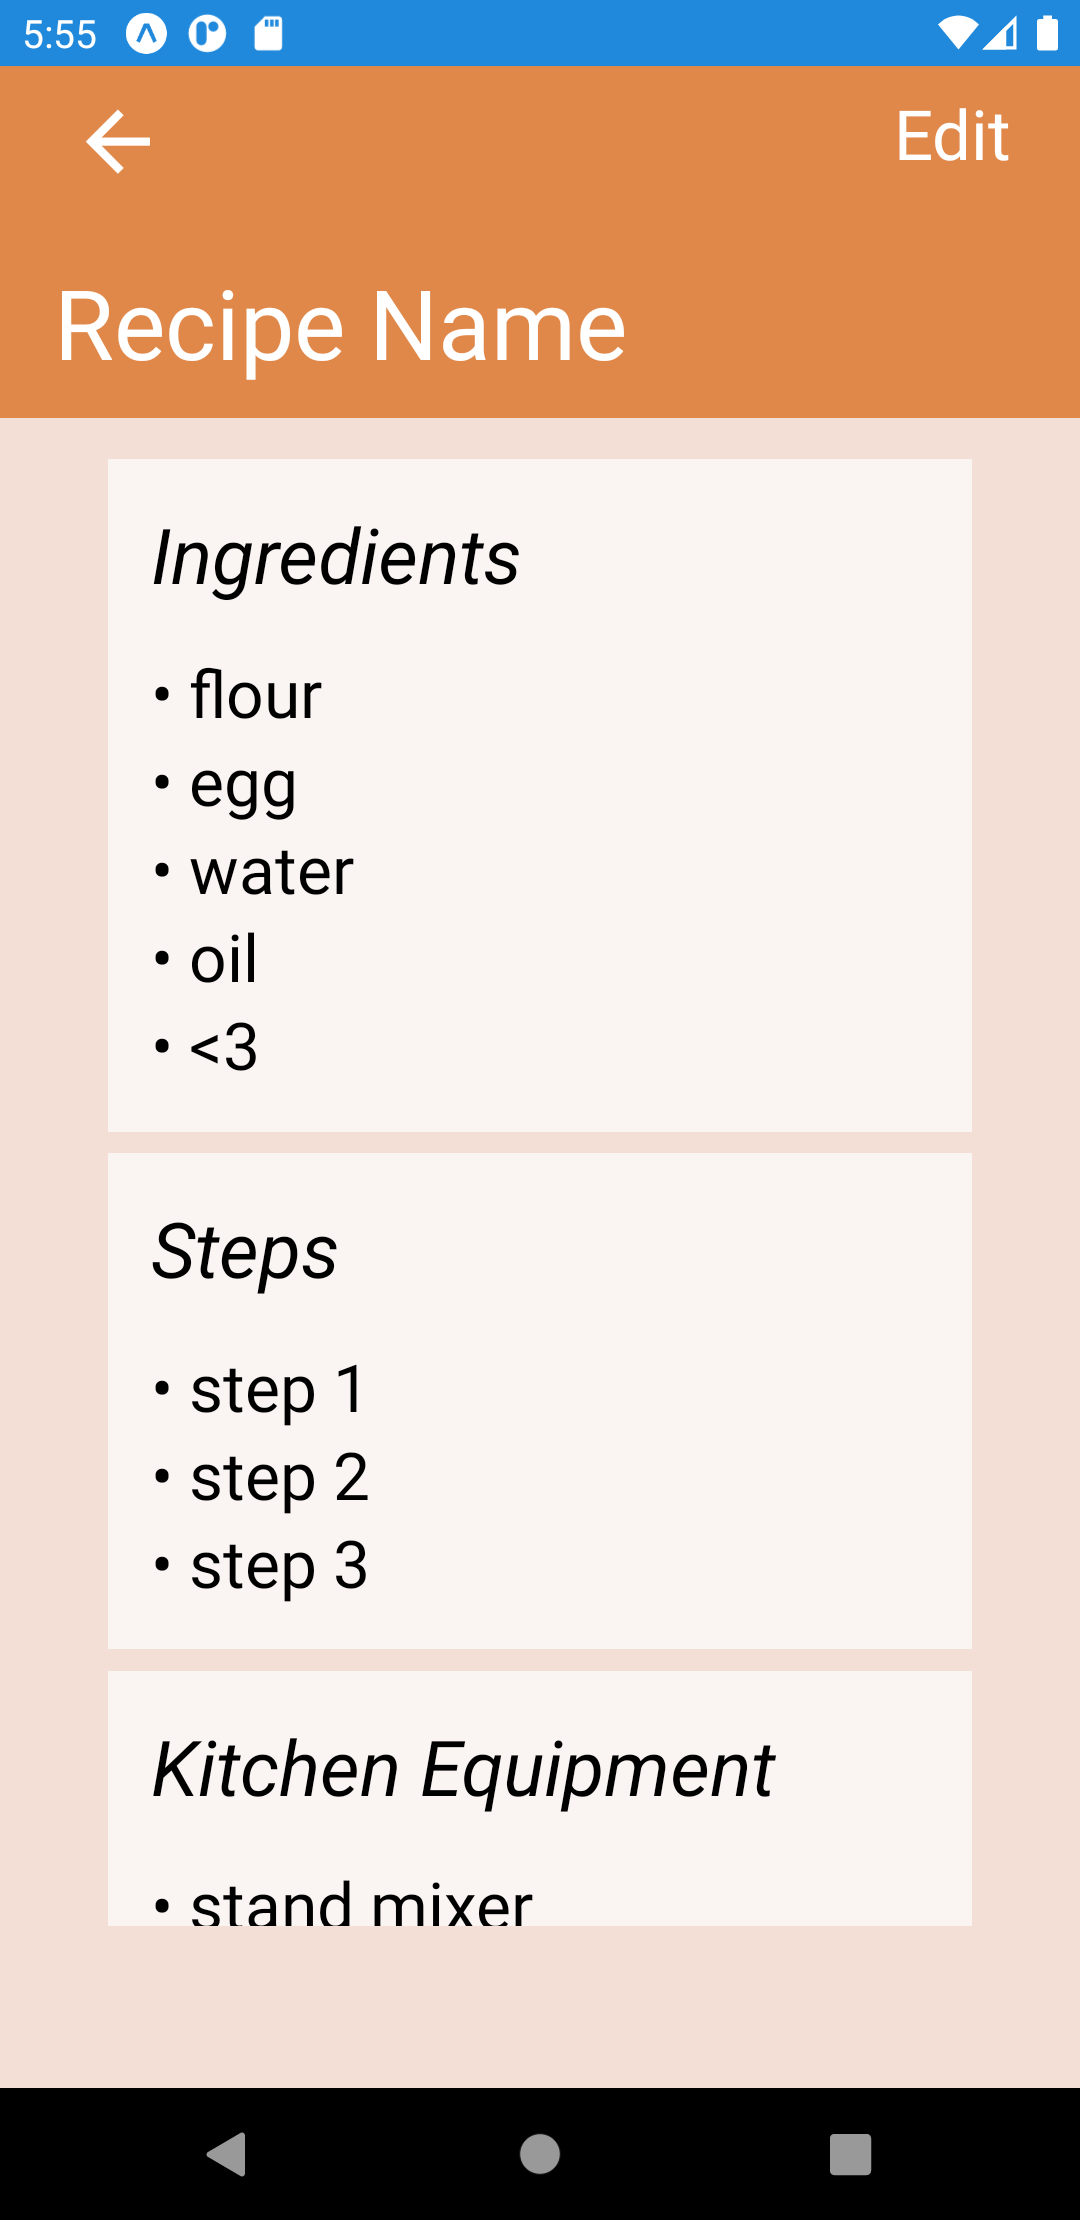 5:55
Edit
Recipe Name
Ingredients
• flour
• egg
• water
• oil
• <3
Steps
• step 1
• step 2
• step 3
Kitchen Equipment
• stand mixer